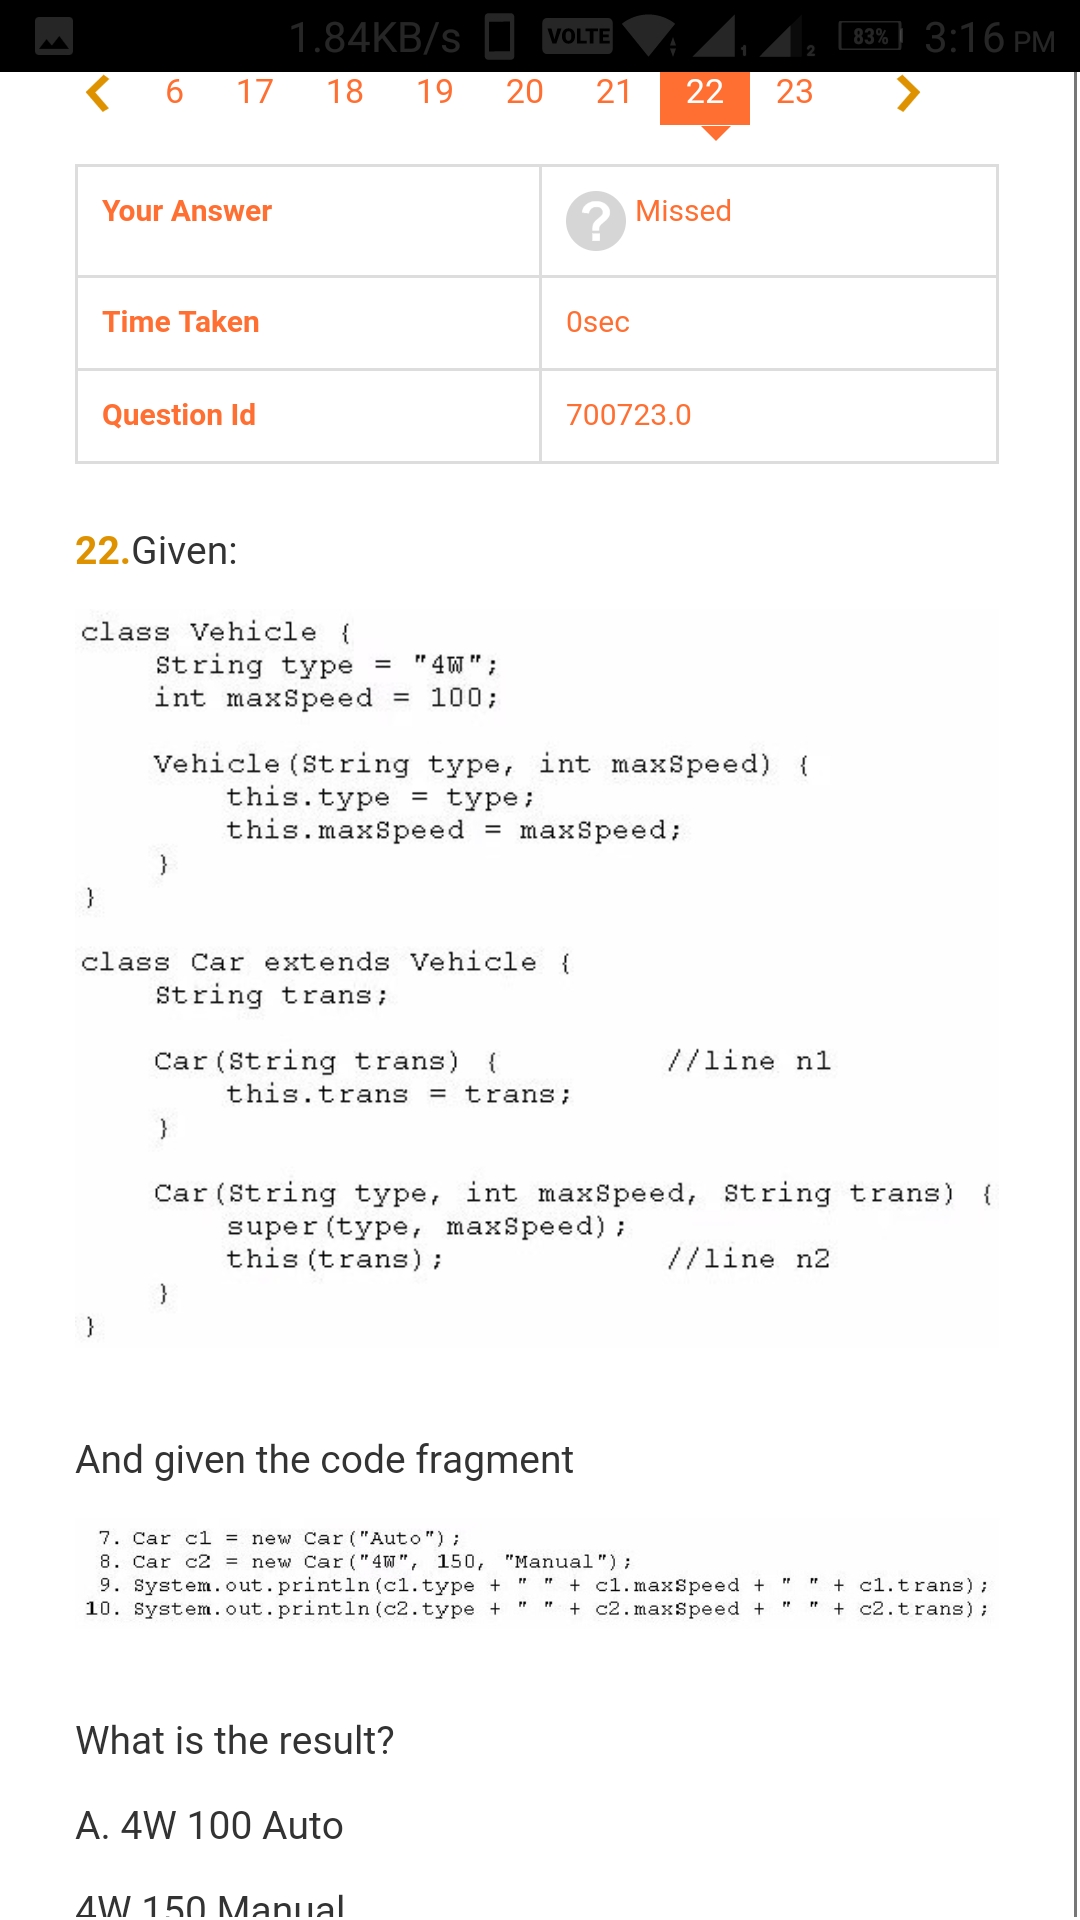 1.84KB/s VOLTE 1 2 83% 3:16 PM
6 17 18 19 20 21 22 23
Your Answer ? Missed
Time Taken 0sec
Question Id 700723.0
22.Given:
class Vehicle {
String type = "4W";
int maxSpeed = 100;
Vehicle(String type, int maxSpeed) {
this.type = type;
this.maxSpeed = maxSpeed;
}
}
class Car extends Vehicle {
String trans;
Car(String trans) { //line n1
this.trans = trans;
}
Car(String type, int maxSpeed, String trans) {
super(type, maxSpeed);
this(trans); //line n2
}
}
And given the code fragment
7. Car c1 = new Car("Auto");
8. Car c2 = new Car("4W", 150, "Manual");
9. System.out.println(c1.type + " " + c1.maxSpeed + " " + c1.trans);
10. System.out.println(c2.type + " " + c2.maxSpeed + " " + c2.trans);
What is the result?
A. 4W 100 Auto
4W 150 Manual